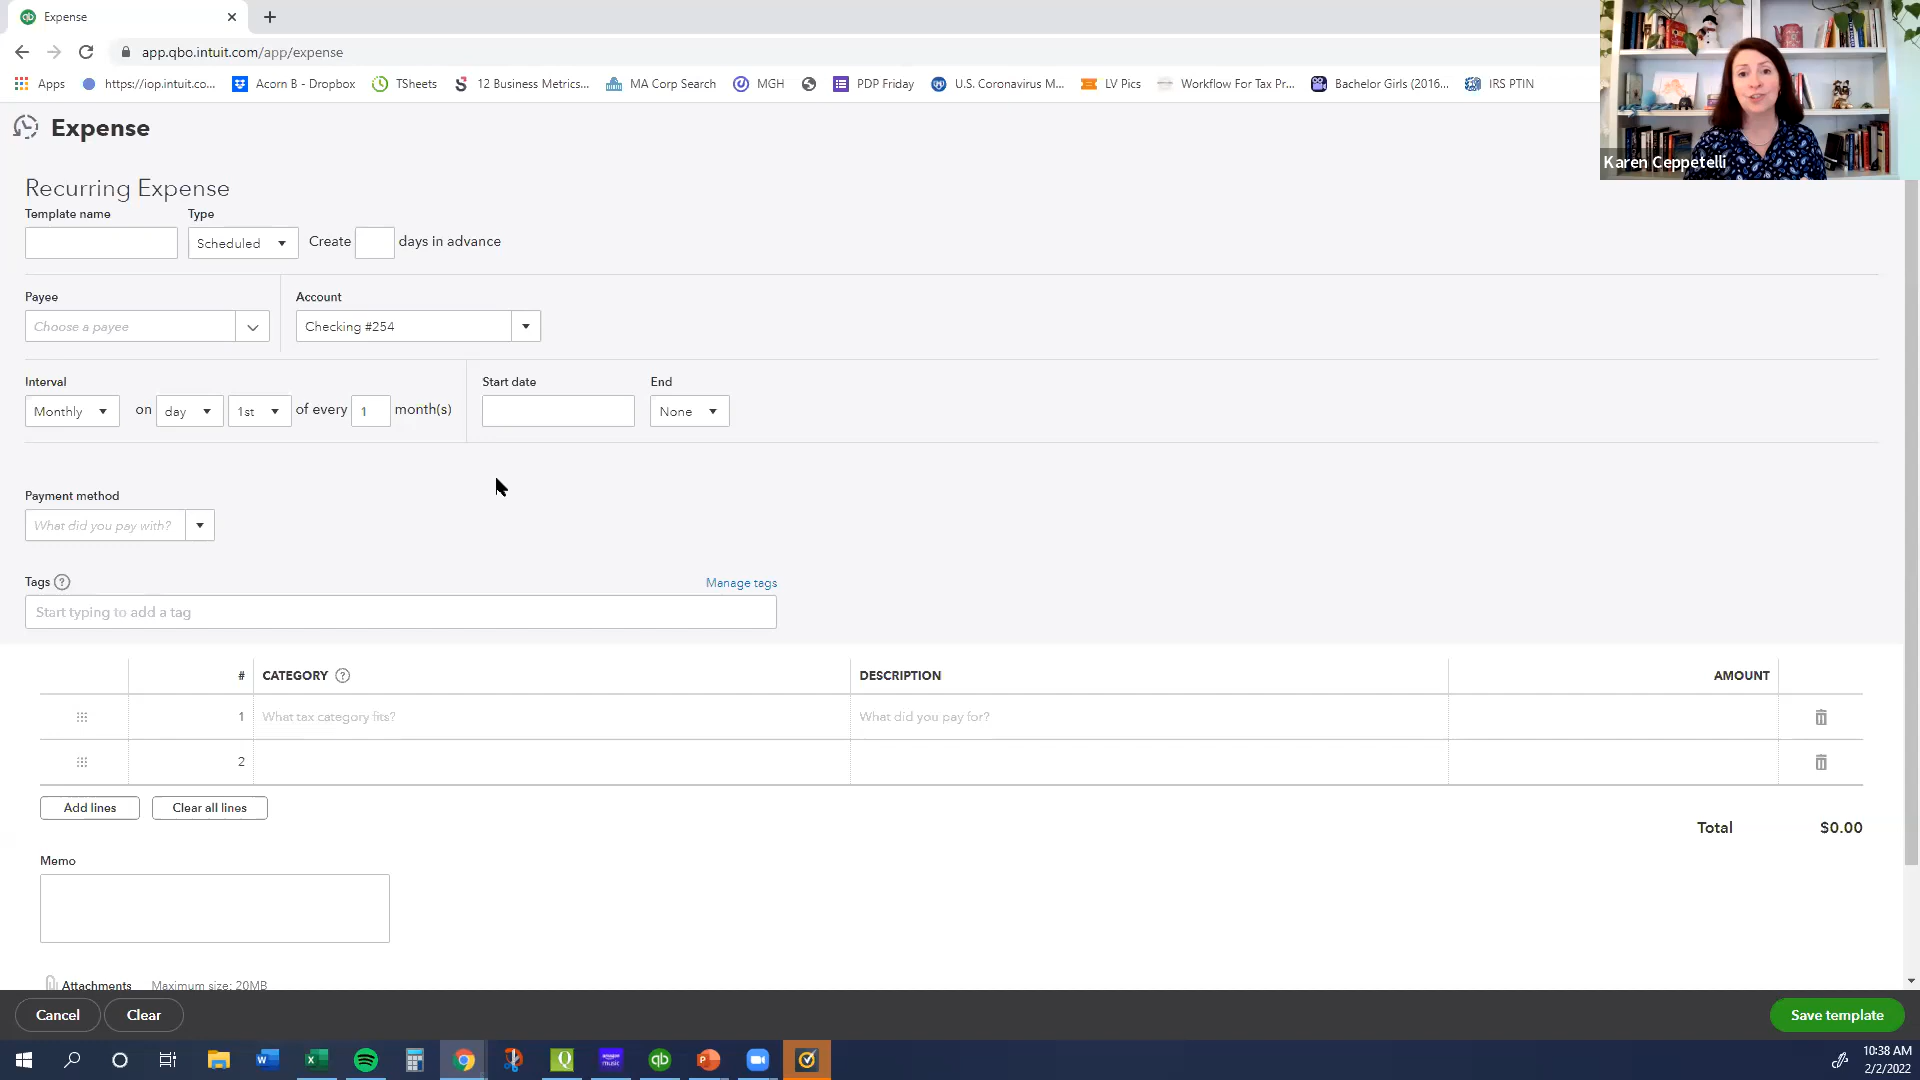 Expense
app.qbo.intuit.com/app/expense
Apps https://iop.intuit.co... Acorn B - Dropbox TSheets 12 Business Metrics... MA Corp Search MGH PDP Friday U.S. Coronavirus M... LV Pics Workflow For Tax Pr... Bachelor Girls (2016... IRS PTIN
Karen Ceppetelli
Expense
Recurring Expense
Template name Type
Scheduled Create days in advance
Payee Account
Choose a payee Checking #254
Interval Start date End
Monthly on day 1st of every 1 month(s) None
Payment method
What did you pay with?
Tags ? Manage tags
Start typing to add a tag
# CATEGORY ? DESCRIPTION AMOUNT
1 What tax category fits? What did you pay for?
2
Add lines Clear all lines
Total $0.00
Memo
Attachments Maximum size: 20MB
Cancel Clear Save template
10:38 AM
2/2/2022